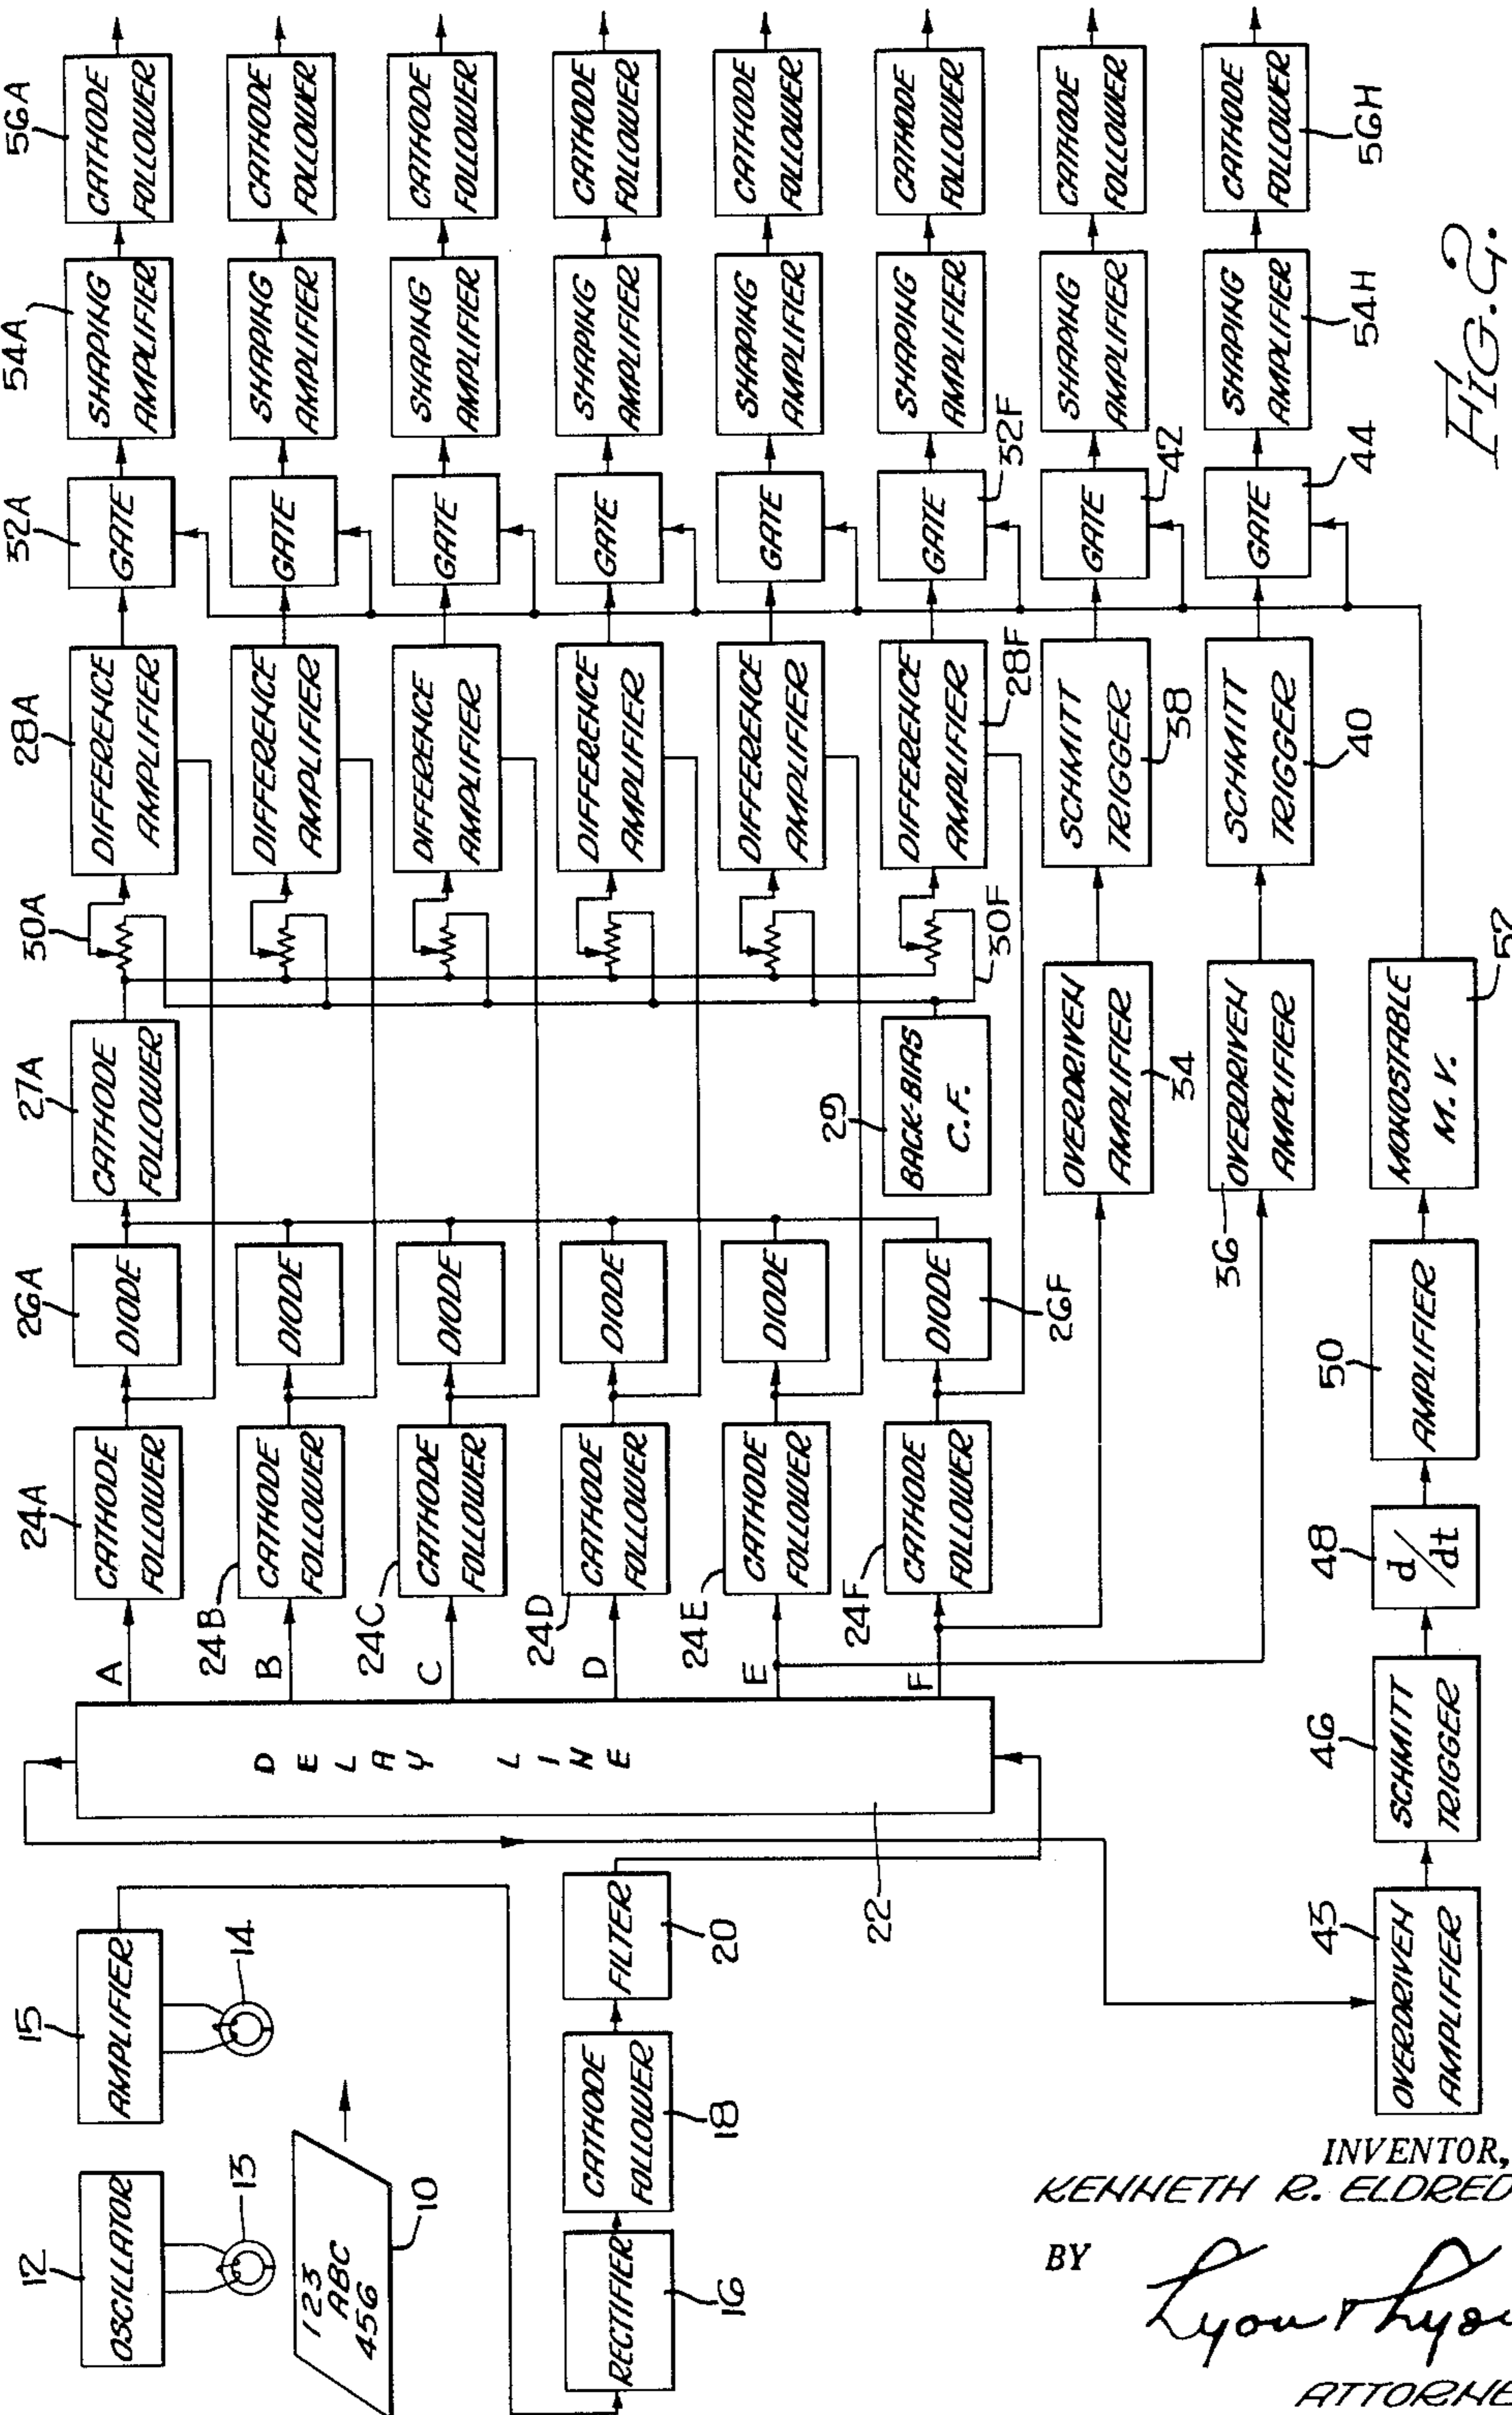 12
OSCILLATOR
13
15
AMPLIFIER
14
123
ABC
456
10
RECTIFIER
16
CATHODE
FOLLOWER
18
FILTER
20
DELAY LINE
22
A
B
C
D
E
F
24A
CATHODE
FOLLOWER
24B
CATHODE
FOLLOWER
24C
CATHODE
FOLLOWER
24D
CATHODE
FOLLOWER
24E
CATHODE
FOLLOWER
24F
CATHODE
FOLLOWER
26A
DIODE
DIODE
DIODE
DIODE
DIODE
DIODE
26F
27A
CATHODE
FOLLOWER
29
BACK-BIAS
C.F.
30A
30F
28A
DIFFERENCE
AMPLIFIER
DIFFERENCE
AMPLIFIER
DIFFERENCE
AMPLIFIER
DIFFERENCE
AMPLIFIER
DIFFERENCE
AMPLIFIER
DIFFERENCE
AMPLIFIER
28F
OVERDRIVEN
AMPLIFIER
34
36
OVERDRIVEN
AMPLIFIER
SCHMITT
TRIGGER
38
SCHMITT
TRIGGER
40
32A
GATE
GATE
GATE
GATE
GATE
GATE
32F
GATE
42
GATE
44
54A
SHAPING
AMPLIFIER
SHAPING
AMPLIFIER
SHAPING
AMPLIFIER
SHAPING
AMPLIFIER
SHAPING
AMPLIFIER
SHAPING
AMPLIFIER
SHAPING
AMPLIFIER
SHAPING
AMPLIFIER
54H
56A
CATHODE
FOLLOWER
CATHODE
FOLLOWER
CATHODE
FOLLOWER
CATHODE
FOLLOWER
CATHODE
FOLLOWER
CATHODE
FOLLOWER
CATHODE
FOLLOWER
CATHODE
FOLLOWER
56H
45
OVERDRIVEN
AMPLIFIER
46
SCHMITT
TRIGGER
48
d/dt
50
AMPLIFIER
MONOSTABLE
M.V.
52
FIG. 2.
INVENTOR,
KENNETH R. ELDRED
BY